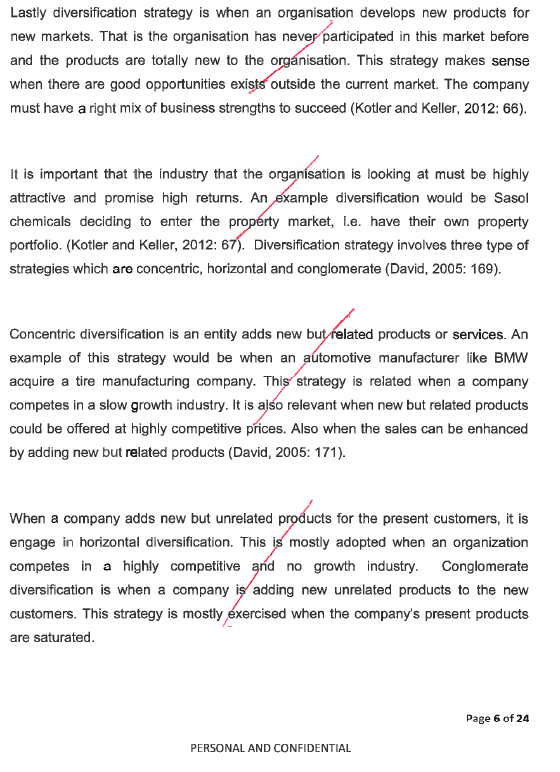 Lastly diversification strategy is when an organisation develops new products for
new markets. That is the organisation has never participated in this market before
and the products are totally new to the organisation. This strategy makes sense
when there are good opportunities exists outside the current market. The company
must have a right mix of business strengths to succeed (Kotler and Keller, 2012: 66).
It is important that the industry that the organisation is looking at must be highly
attractive and promise high returns. An example diversification would be Sasol
chemicals deciding to enter the property market, i.e. have their own property
portfolio. (Kotler and Keller, 2012: 67). Diversification strategy involves three type of
strategies which are concentric, horizontal and conglomerate (David, 2005: 169).
Concentric diversification is an entity adds new but related products or services. An
example of this strategy would be when an automotive manufacturer like BMW
acquire a tire manufacturing company. This strategy is related when a company
competes in a slow growth industry. It is also relevant when new but related products
could be offered at highly competitive prices. Also when the sales can be enhanced
by adding new but related products (David, 2005: 171).
When a company adds new but unrelated products for the present customers, it is
engage in horizontal diversification. This is mostly adopted when an organization
competes in a highly competitive and no growth industry. Conglomerate
diversification is when a company is adding new unrelated products to the new
customers. This strategy is mostly exercised when the company's present products
are saturated.
Page 6 of 24
PERSONAL AND CONFIDENTIAL